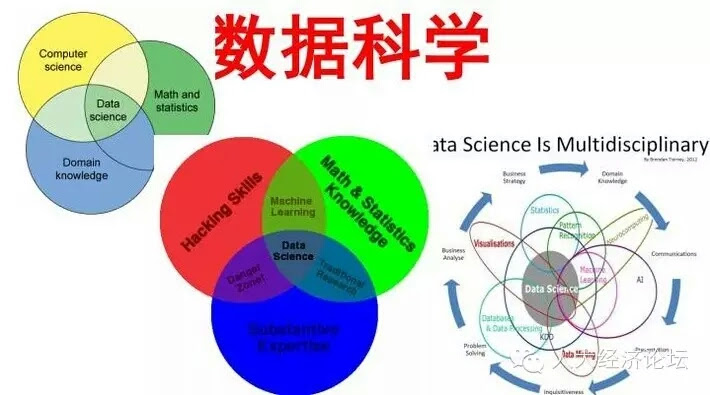 数据科学
Computer
science
Math and
statistics
Data
science
Domain
knowledge
Hacking Skills
Math & Statistics
Knowledge
Machine
Learning
Data
Science
Danger
Zone!
Traditional
Research
Substantive
Expertise
ata Science Is Multidisciplinary
By Brendan Tierney, 2012
Business
Strategy
Domain
Knowledge
Statistics
Pattern
Recognition
Neurocomputing
Visualisations
Business
Analyse
Communications
Machine
Learning
AI
Data Science
Databases
& Data Processing
KDD
Data Mining
Problem
Solving
Presentation
Inquisitiveness
人大经济论坛